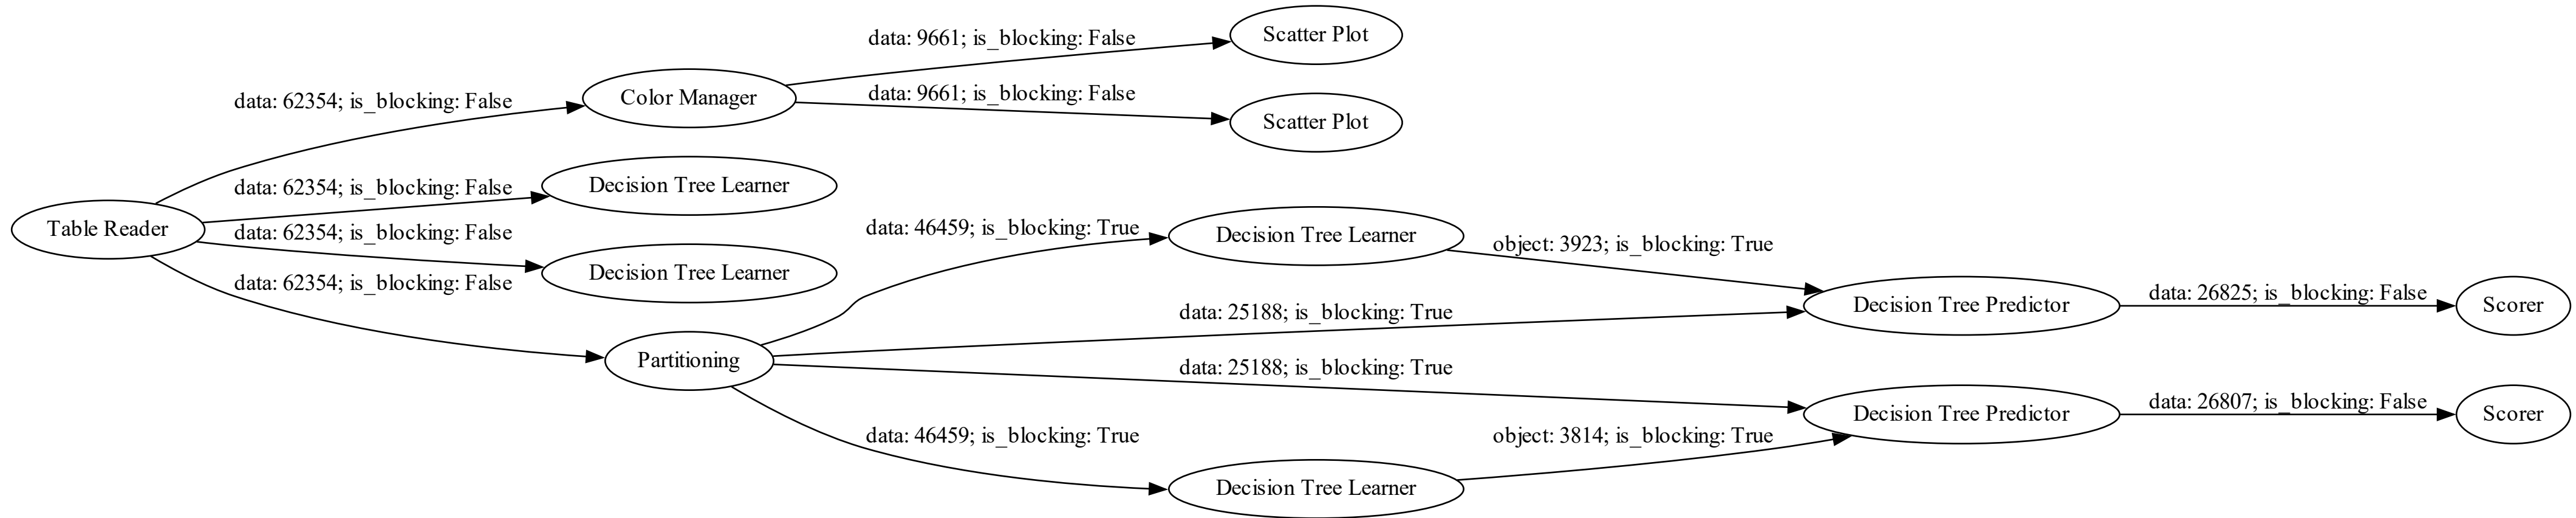 data: 9661; is_blocking: False
Scatter Plot
data: 62354; is_blocking: False
Color Manager
data: 9661; is_blocking: False
Scatter Plot
data: 62354; is_blocking: False
Decision Tree Learner
Table Reader
data: 62354; is_blocking: False
Decision Tree Learner
data: 62354; is_blocking: False
data: 46459; is_blocking: True
Decision Tree Learner
object: 3923; is_blocking: True
data: 25188; is_blocking: True
Decision Tree Predictor
data: 26825; is_blocking: False
Scorer
Partitioning
data: 25188; is_blocking: True
Decision Tree Predictor
data: 26807; is_blocking: False
Scorer
data: 46459; is_blocking: True
object: 3814; is_blocking: True
Decision Tree Learner